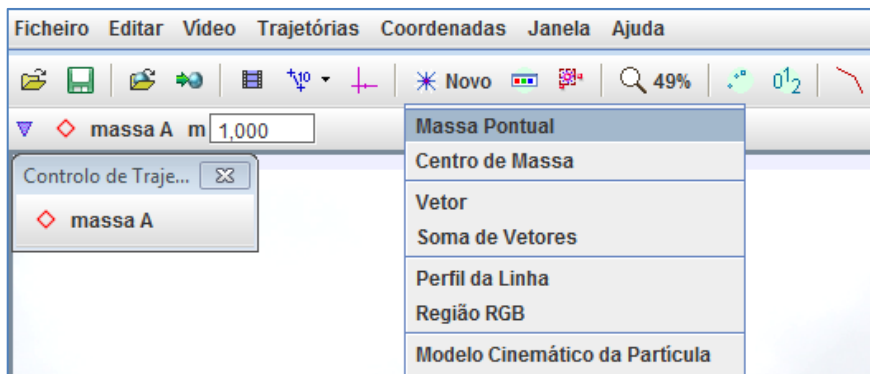 Ficheiro Editar Vídeo Trajetórias Coordenadas Janela Ajuda
Novo 49%
massa A m 1,000
Controlo de Traje...
massa A
Massa Pontual
Centro de Massa
Vetor
Soma de Vetores
Perfil da Linha
Região RGB
Modelo Cinemático da Partícula